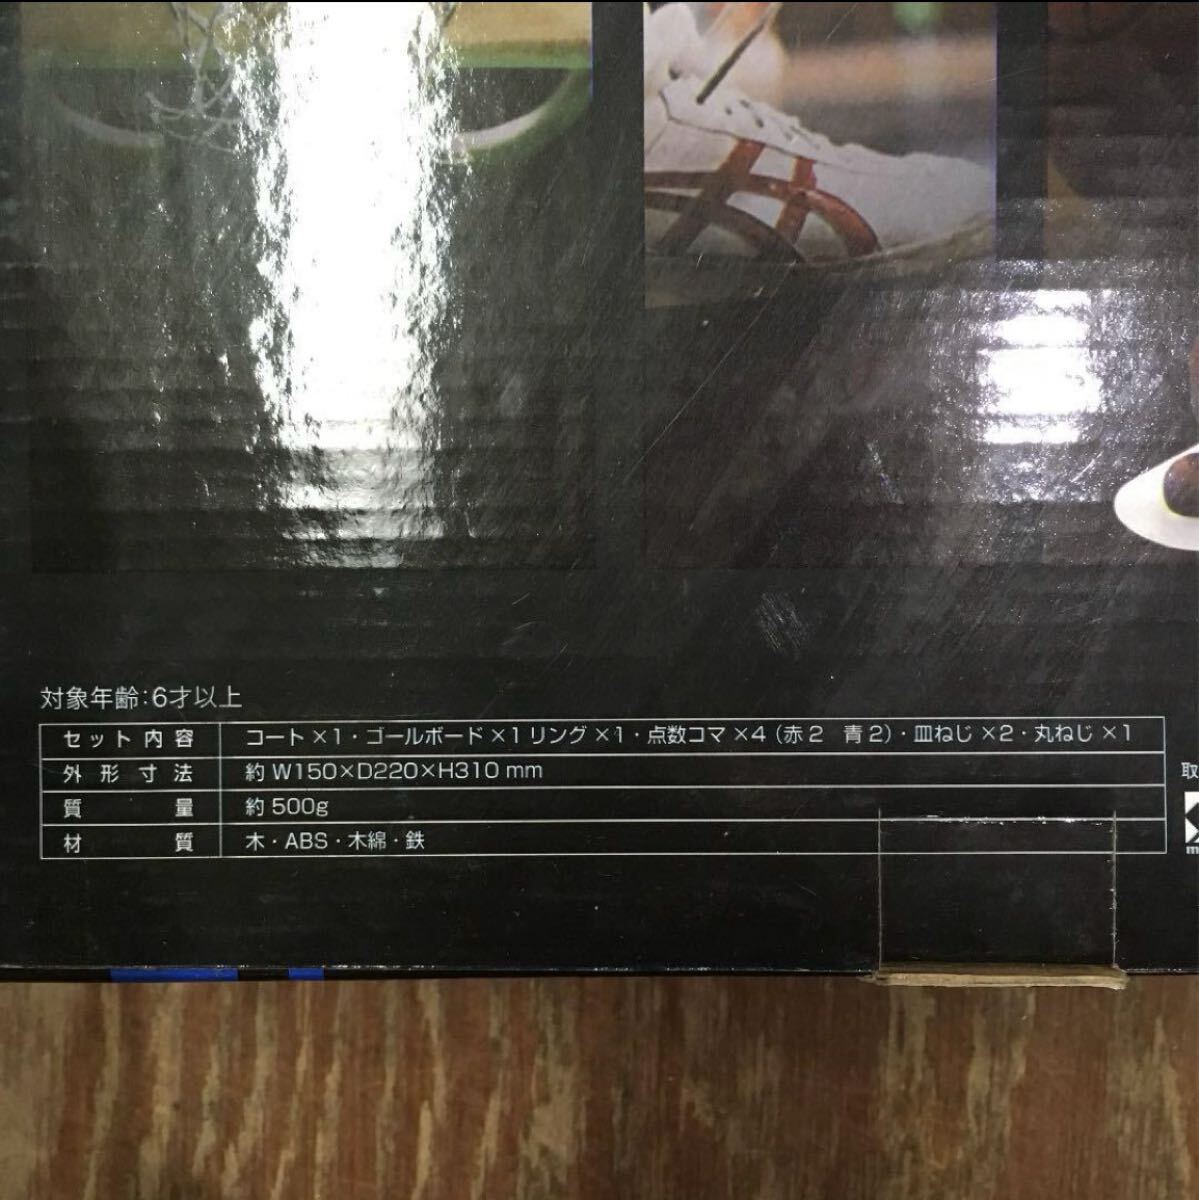 対象年齢:6才以上
セット内容 コート×1・ゴールボード×1 リング×1・点数コマ×4（赤2　青2）・皿ねじ×2・丸ねじ×1
外形寸法 約 W150×D220×H310 mm
質量 約 500g
材質 木・ABS・木綿・鉄
取
m